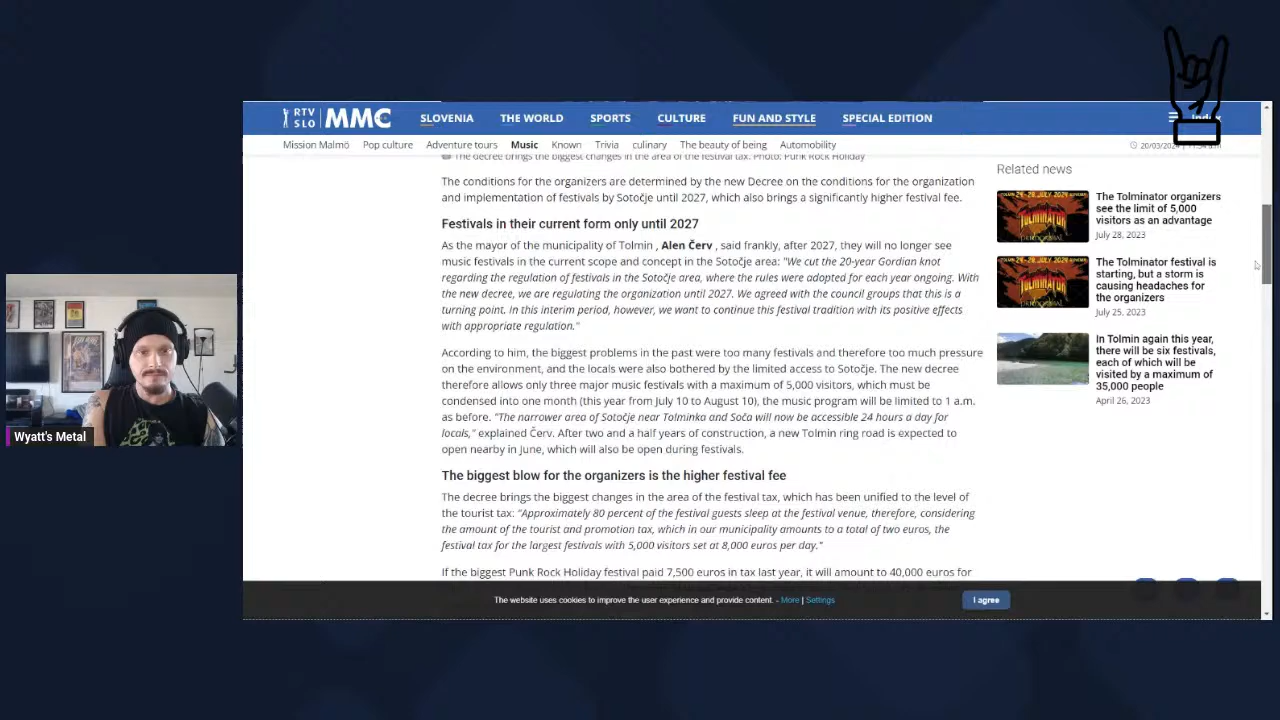 RTV
SLO
MMC
SLOVENIA
THE WORLD
SPORTS
CULTURE
FUN AND STYLE
SPECIAL EDITION
Index
Mission Malmö
Pop culture
Adventure tours
Music
Known
Trivia
culinary
The beauty of being
Automobility
20/03/2024
The decree brings the biggest changes in the area of the festival tax. Photo: Punk Rock Holiday
The conditions for the organizers are determined by the new Decree on the conditions for the organization
and implementation of festivals by Sotočje until 2027, which also brings a significantly higher festival fee.
Festivals in their current form only until 2027
As the mayor of the municipality of Tolmin , Alen Červ , said frankly, after 2027, they will no longer see
music festivals in the current scope and concept in the Sotočje area: "We cut the 20-year Gordian knot
regarding the regulation of festivals in the Sotočje area, where the rules were adopted for each year ongoing. With
the new decree, we are regulating the organization until 2027. We agreed with the council groups that this is a
turning point. In this interim period, however, we want to continue this festival tradition with its positive effects
with appropriate regulation."
According to him, the biggest problems in the past were too many festivals and therefore too much pressure
on the environment, and the locals were also bothered by the limited access to Sotočje. The new decree
therefore allows only three major music festivals with a maximum of 5,000 visitors, which must be
condensed into one month (this year from July 10 to August 10), the music program will be limited to 1 a.m.
as before. "The narrower area of Sotočje near Tolminka and Soča will now be accessible 24 hours a day for
locals," explained Červ. After two and a half years of construction, a new Tolmin ring road is expected to
open nearby in June, which will also be open during festivals.
The biggest blow for the organizers is the higher festival fee
The decree brings the biggest changes in the area of the festival tax, which has been unified to the level of
the tourist tax: "Approximately 80 percent of the festival guests sleep at the festival venue, therefore, considering
the amount of the tourist and promotion tax, which in our municipality amounts to a total of two euros, the
festival tax for the largest festivals with 5,000 visitors set at 8,000 euros per day."
If the biggest Punk Rock Holiday festival paid 7,500 euros in tax last year, it will amount to 40,000 euros for
Related news
The Tolminator organizers
see the limit of 5,000
visitors as an advantage
July 28, 2023
The Tolminator festival is
starting, but a storm is
causing headaches for
the organizers
July 25, 2023
In Tolmin again this year,
there will be six festivals,
each of which will be
visited by a maximum of
35,000 people
April 26, 2023
TOLMINATOR
TOLMINATOR
The website uses cookies to improve the user experience and provide content. - More | Settings
I agree
Wyatt's Metal